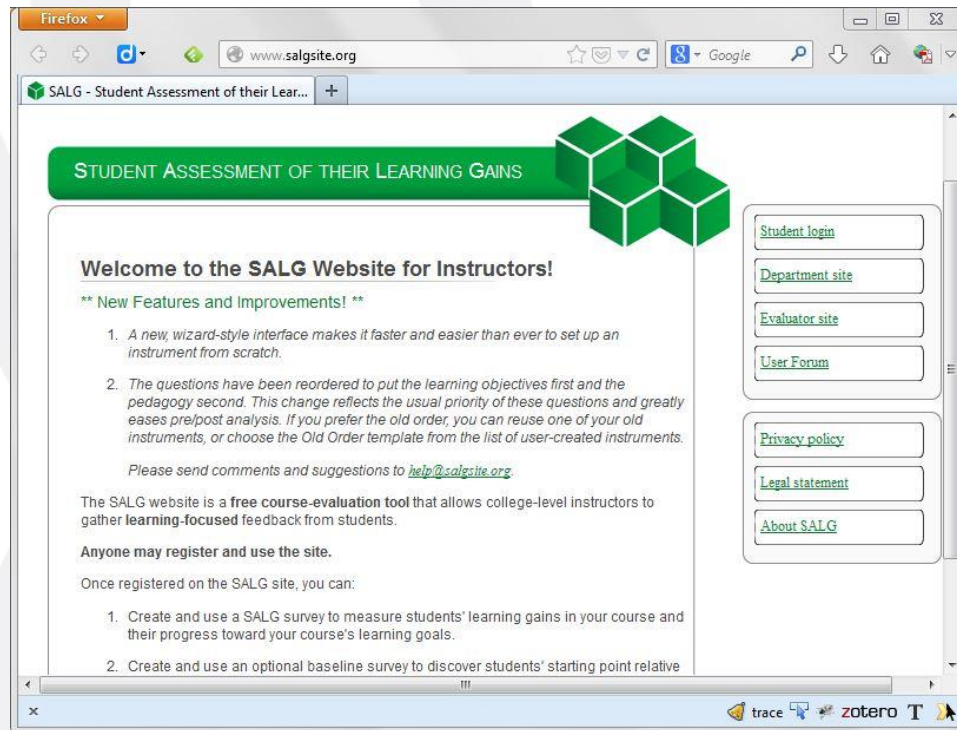 Firefox
www.salgsite.org
Google
SALG - Student Assessment of their Lear...
STUDENT ASSESSMENT OF THEIR LEARNING GAINS
Welcome to the SALG Website for Instructors!
** New Features and Improvements! **
1. A new, wizard-style interface makes it faster and easier than ever to set up an
instrument from scratch.
2. The questions have been reordered to put the learning objectives first and the
pedagogy second. This change reflects the usual priority of these questions and greatly
eases pre/post analysis. If you prefer the old order, you can reuse one of your old
instruments, or choose the Old Order template from the list of user-created instruments.
Please send comments and suggestions to help@salgsite.org.
The SALG website is a free course-evaluation tool that allows college-level instructors to
gather learning-focused feedback from students.
Anyone may register and use the site.
Once registered on the SALG site, you can:
1. Create and use a SALG survey to measure students' learning gains in your course and
their progress toward your course's learning goals.
2. Create and use an optional baseline survey to discover students' starting point relative
Student login
Department site
Evaluator site
User Forum
Privacy policy
Legal statement
About SALG
trace
zotero
T